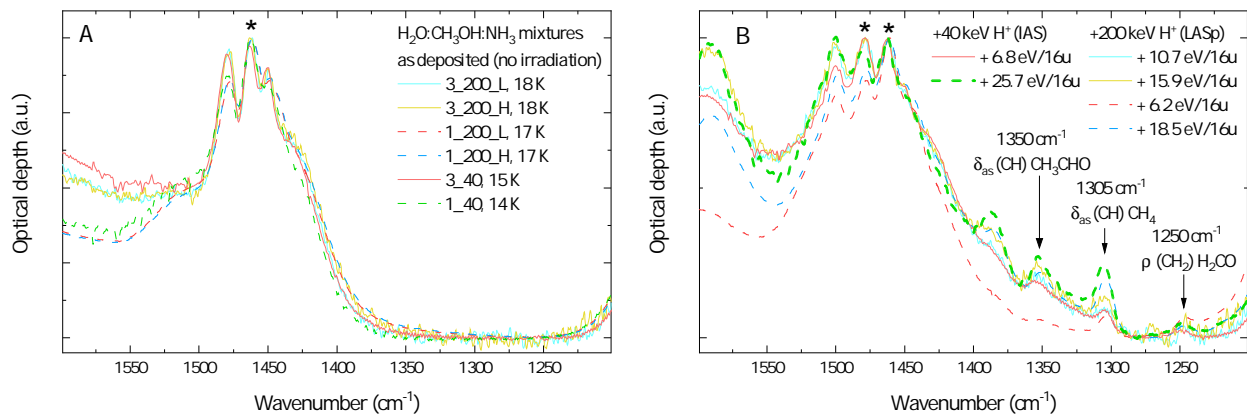 A
*
H₂O:CH₃OH:NH₃ mixtures
as deposited (no irradiation)
3_200_L, 18 K
3_200_H, 18 K
1_200_L, 17 K
1_200_H, 17 K
3_40, 15 K
1_40, 14 K
Optical depth (a.u.)
1550 1500 1450 1400 1350 1300 1250
Wavenumber (cm⁻¹)
B
* *
+40 keV H⁺ (IAS)
+ 6.8 eV/16u
+ 25.7 eV/16u
+200 keV H⁺ (LASp)
+ 10.7 eV/16u
+ 15.9 eV/16u
+ 6.2 eV/16u
+ 18.5 eV/16u
1350 cm⁻¹
δas (CH) CH₃CHO
1305 cm⁻¹
δas (CH) CH₄
1250 cm⁻¹
ρ (CH₂) H₂CO
Optical depth (a.u.)
1550 1500 1450 1400 1350 1300 1250
Wavenumber (cm⁻¹)